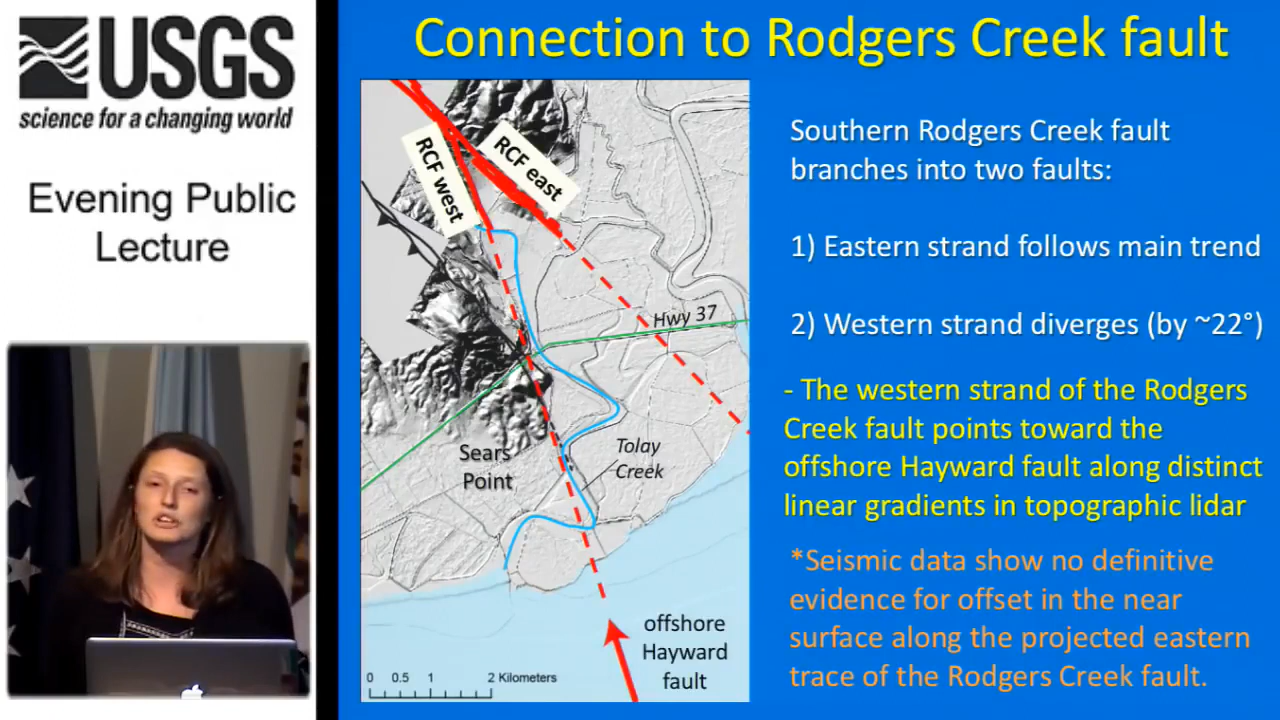 USGS
science for a changing world
Evening Public
Lecture
Connection to Rodgers Creek fault
RCF west
RCF east
Hwy 37
Sears
Point
Tolay
Creek
offshore
Hayward
fault
0 0.5 1 2 Kilometers
Southern Rodgers Creek fault
branches into two faults:
1) Eastern strand follows main trend
2) Western strand diverges (by ~22°)
- The western strand of the Rodgers
Creek fault points toward the
offshore Hayward fault along distinct
linear gradients in topographic lidar
*Seismic data show no definitive
evidence for offset in the near
surface along the projected eastern
trace of the Rodgers Creek fault.